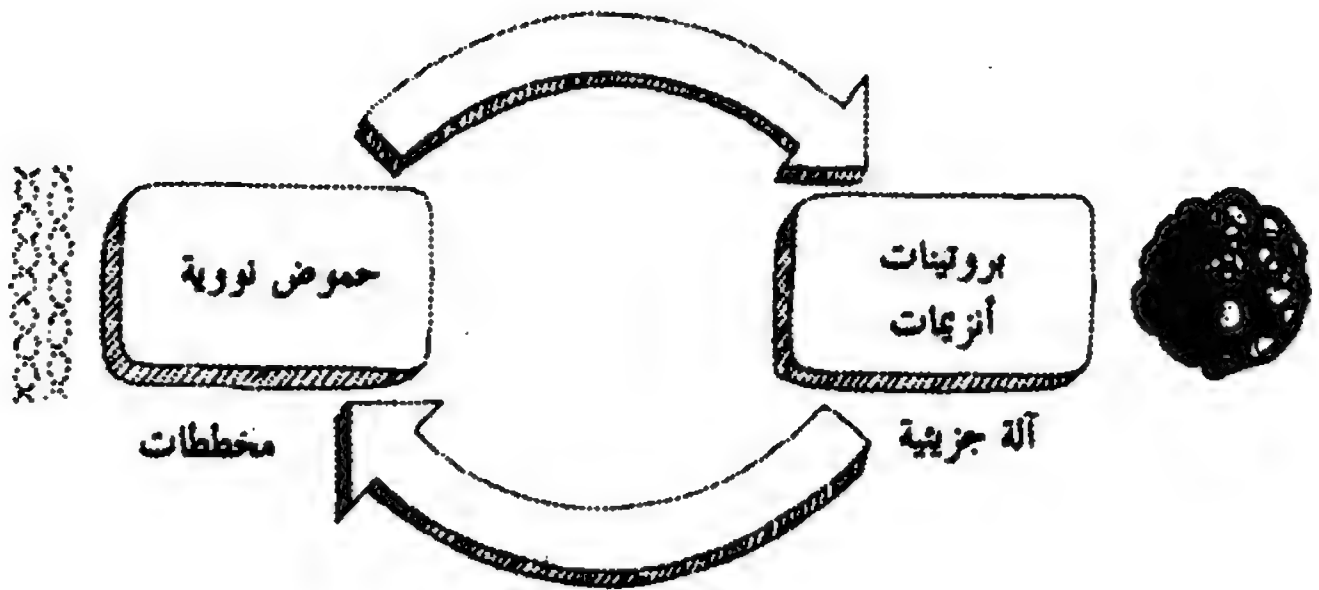 بروتينات
أنزيمات
آلة جزيئية
حموض نووية
مخططات